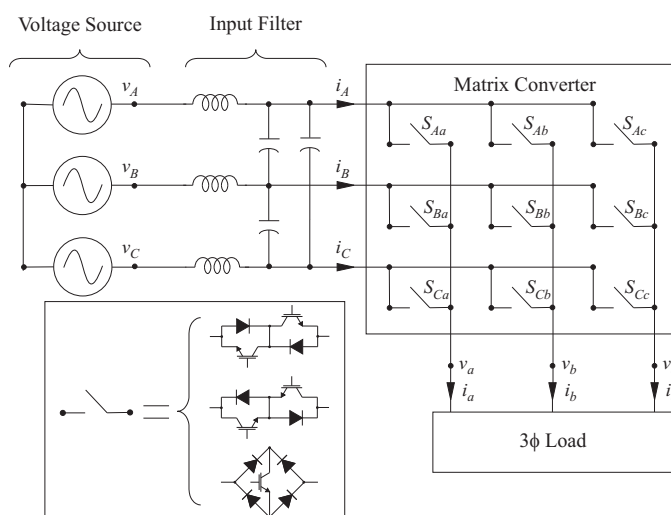 Voltage Source
Input Filter
Matrix Converter
v_A
i_A
S_Aa
S_Ab
S_Ac
v_B
i_B
S_Ba
S_Bb
S_Bc
v_C
i_C
S_Ca
S_Cb
S_Cc
v_a
v_b
v
i_a
i_b
i
3ϕ Load